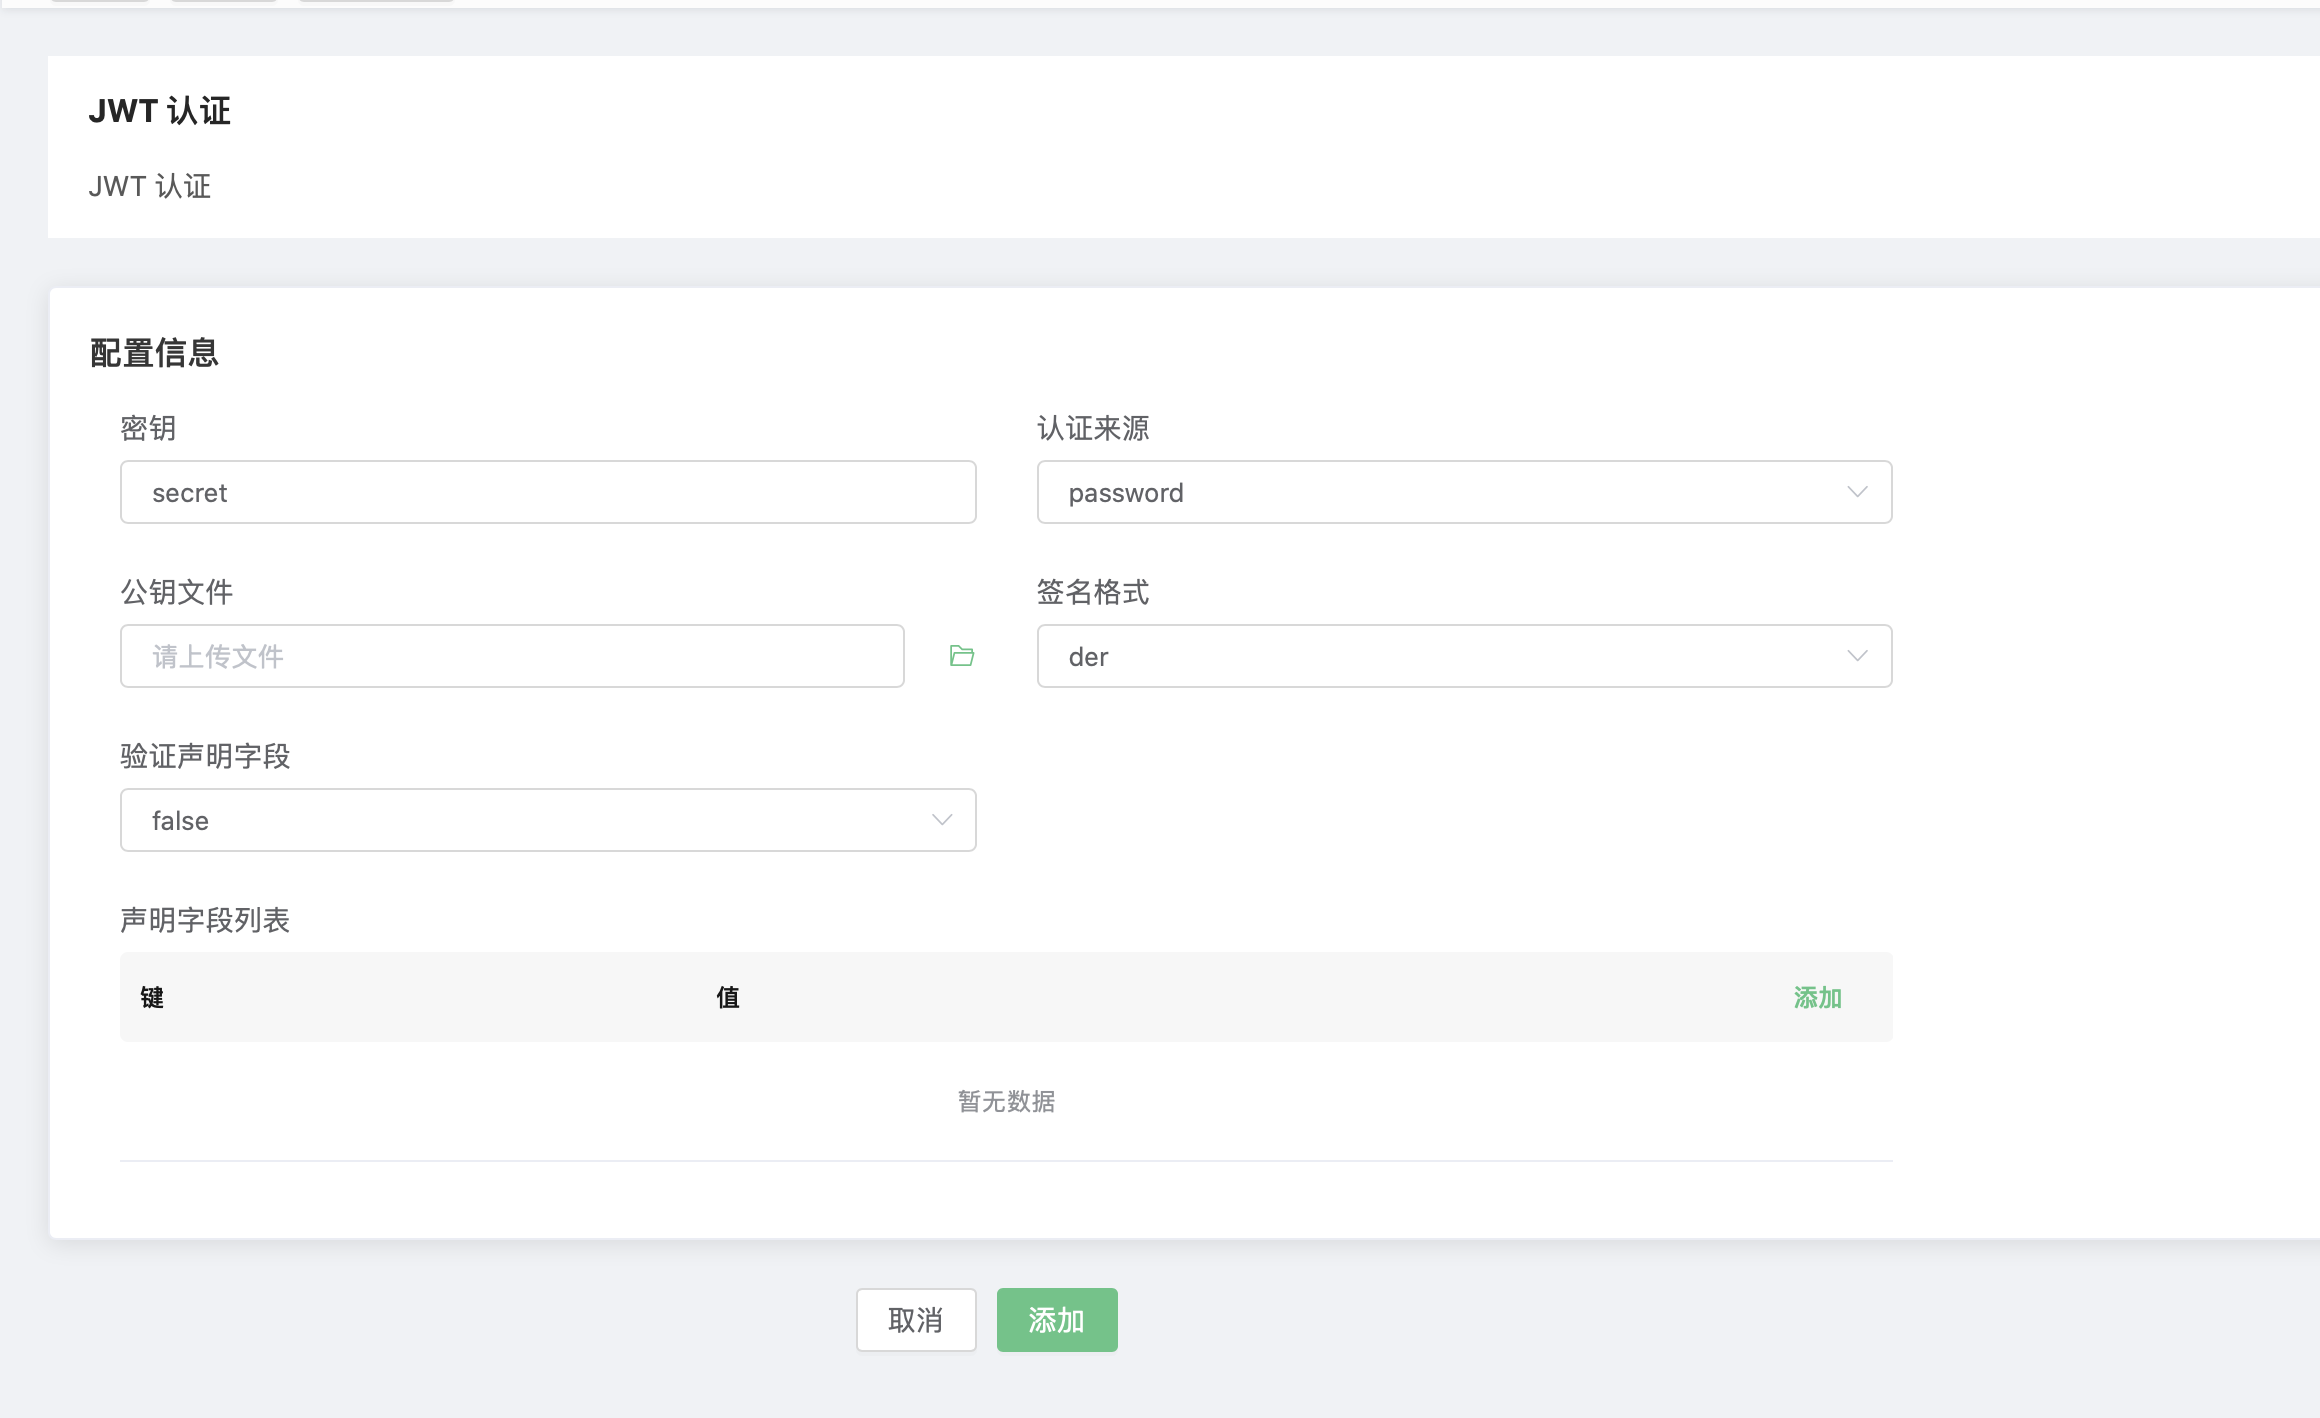 JWT 认证
JWT 认证
配置信息
密钥
认证来源
secret
password
公钥文件
签名格式
请上传文件
der
验证声明字段
false
声明字段列表
键
值
添加
暂无数据
取消
添加